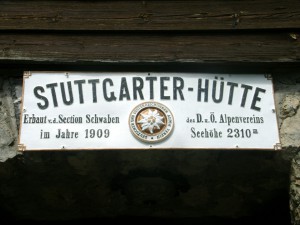 STUTTGARTER-HÜTTE
Erbaut v. d. Section Schwaben des D. u. Ö. Alpenvereins
im Jahre 1909 Seehöhe 2310 m